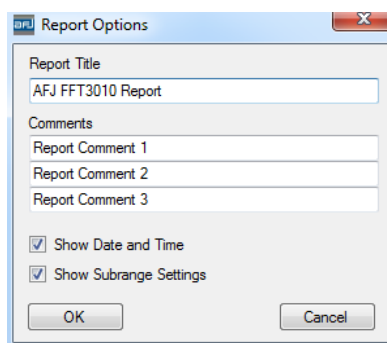 AFJ Report Options
Report Title
AFJ FFT3010 Report
Comments
Report Comment 1
Report Comment 2
Report Comment 3
Show Date and Time
Show Subrange Settings
OK Cancel